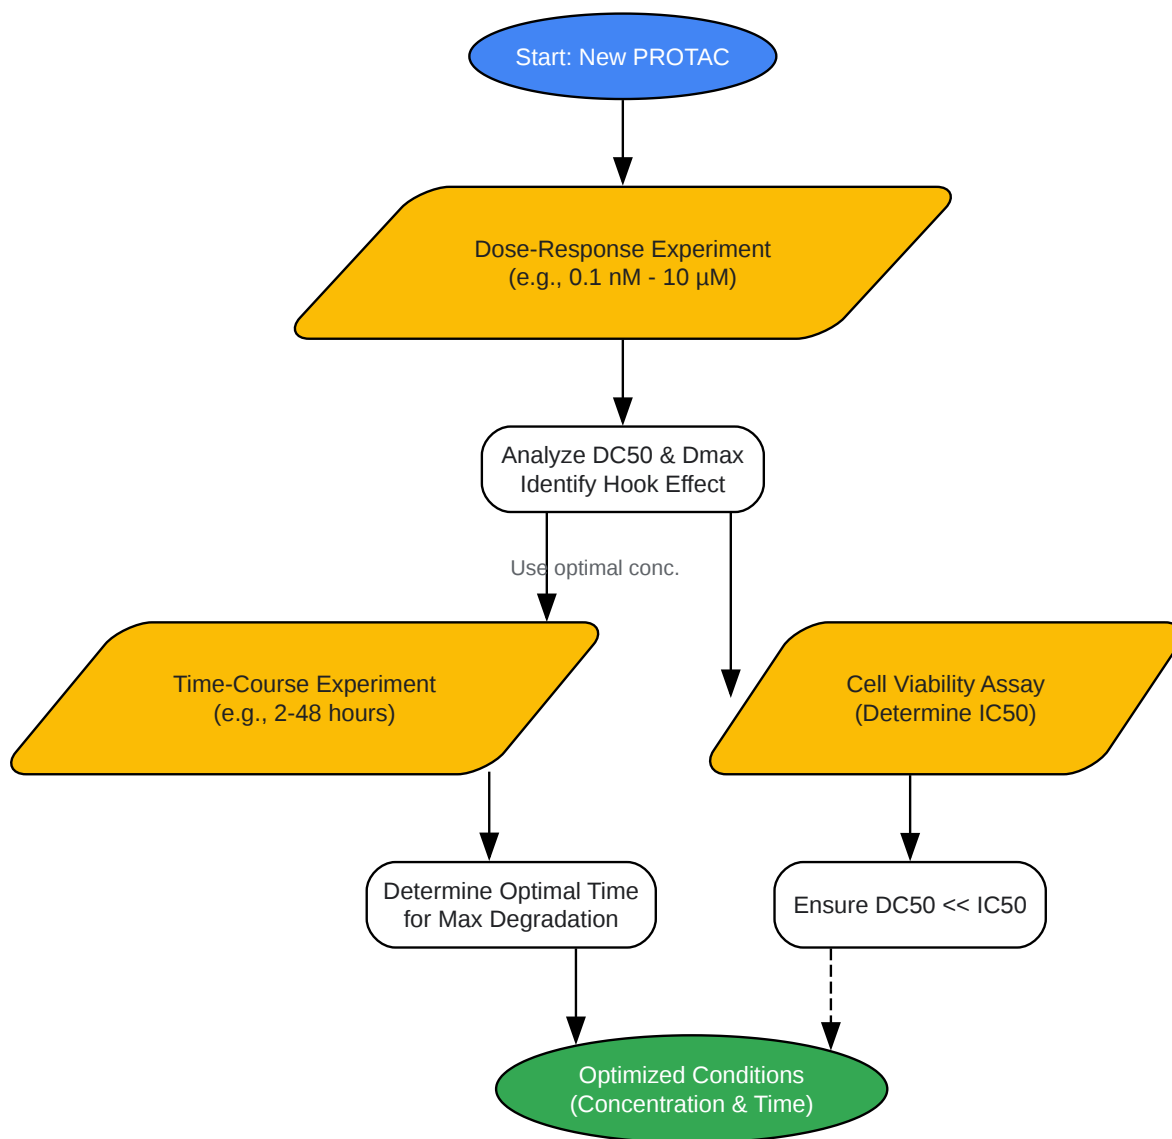 Start: New PROTAC
Dose-Response Experiment
(e.g., 0.1 nM - 10 µM)
Analyze DC50 & Dmax
Identify Hook Effect
Use optimal conc.
Time-Course Experiment
(e.g., 2-48 hours)
Cell Viability Assay
(Determine IC50)
Determine Optimal Time
for Max Degradation
Ensure DC50 << IC50
Optimized Conditions
(Concentration & Time)